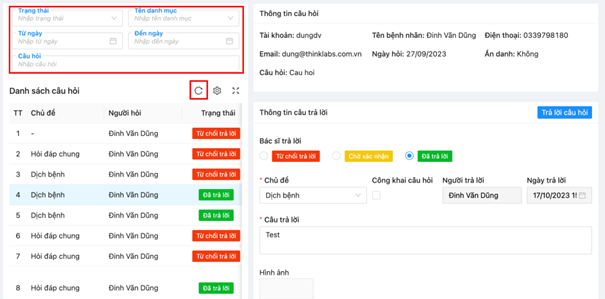 Trạng thái
Nhập trạng thái
Tên danh mục
Nhập tên danh mục
Từ ngày
Nhập từ ngày
Đến ngày
Nhập đến ngày
Câu hỏi
Nhập câu hỏi
Danh sách câu hỏi
TT Chủ đề Người hỏi Trạng thái
1 - Đinh Văn Dũng Từ chối trả lời
2 Hỏi đáp chung Đinh Văn Dũng Từ chối trả lời
3 Dịch bệnh Đinh Văn Dũng Từ chối trả lời
4 Dịch bệnh Đinh Văn Dũng Đã trả lời
5 Dịch bệnh Đinh Văn Dũng Đã trả lời
6 Hỏi đáp chung Đinh Văn Dũng Từ chối trả lời
7 Hỏi đáp chung Đinh Văn Dũng Từ chối trả lời
8 Hỏi đáp chung Đinh Văn Dũng Đã trả lời
Thông tin câu hỏi
Tài khoản: dungdv Tên bệnh nhân: Đinh Văn Dũng Điện thoại: 0339798180
Email: dung@thinklabs.com.vn Ngày hỏi: 27/09/2023 Ẩn danh: Không
Câu hỏi: Cau hoi
Thông tin câu trả lời Trả lời câu hỏi
Bác sĩ trả lời
Từ chối trả lời Chờ xác nhận Đã trả lời
* Chủ đề Công khai câu hỏi Người trả lời Ngày trả lời
Dịch bệnh Đinh Văn Dũng 17/10/2023 15
* Câu trả lời
Test
Hình ảnh